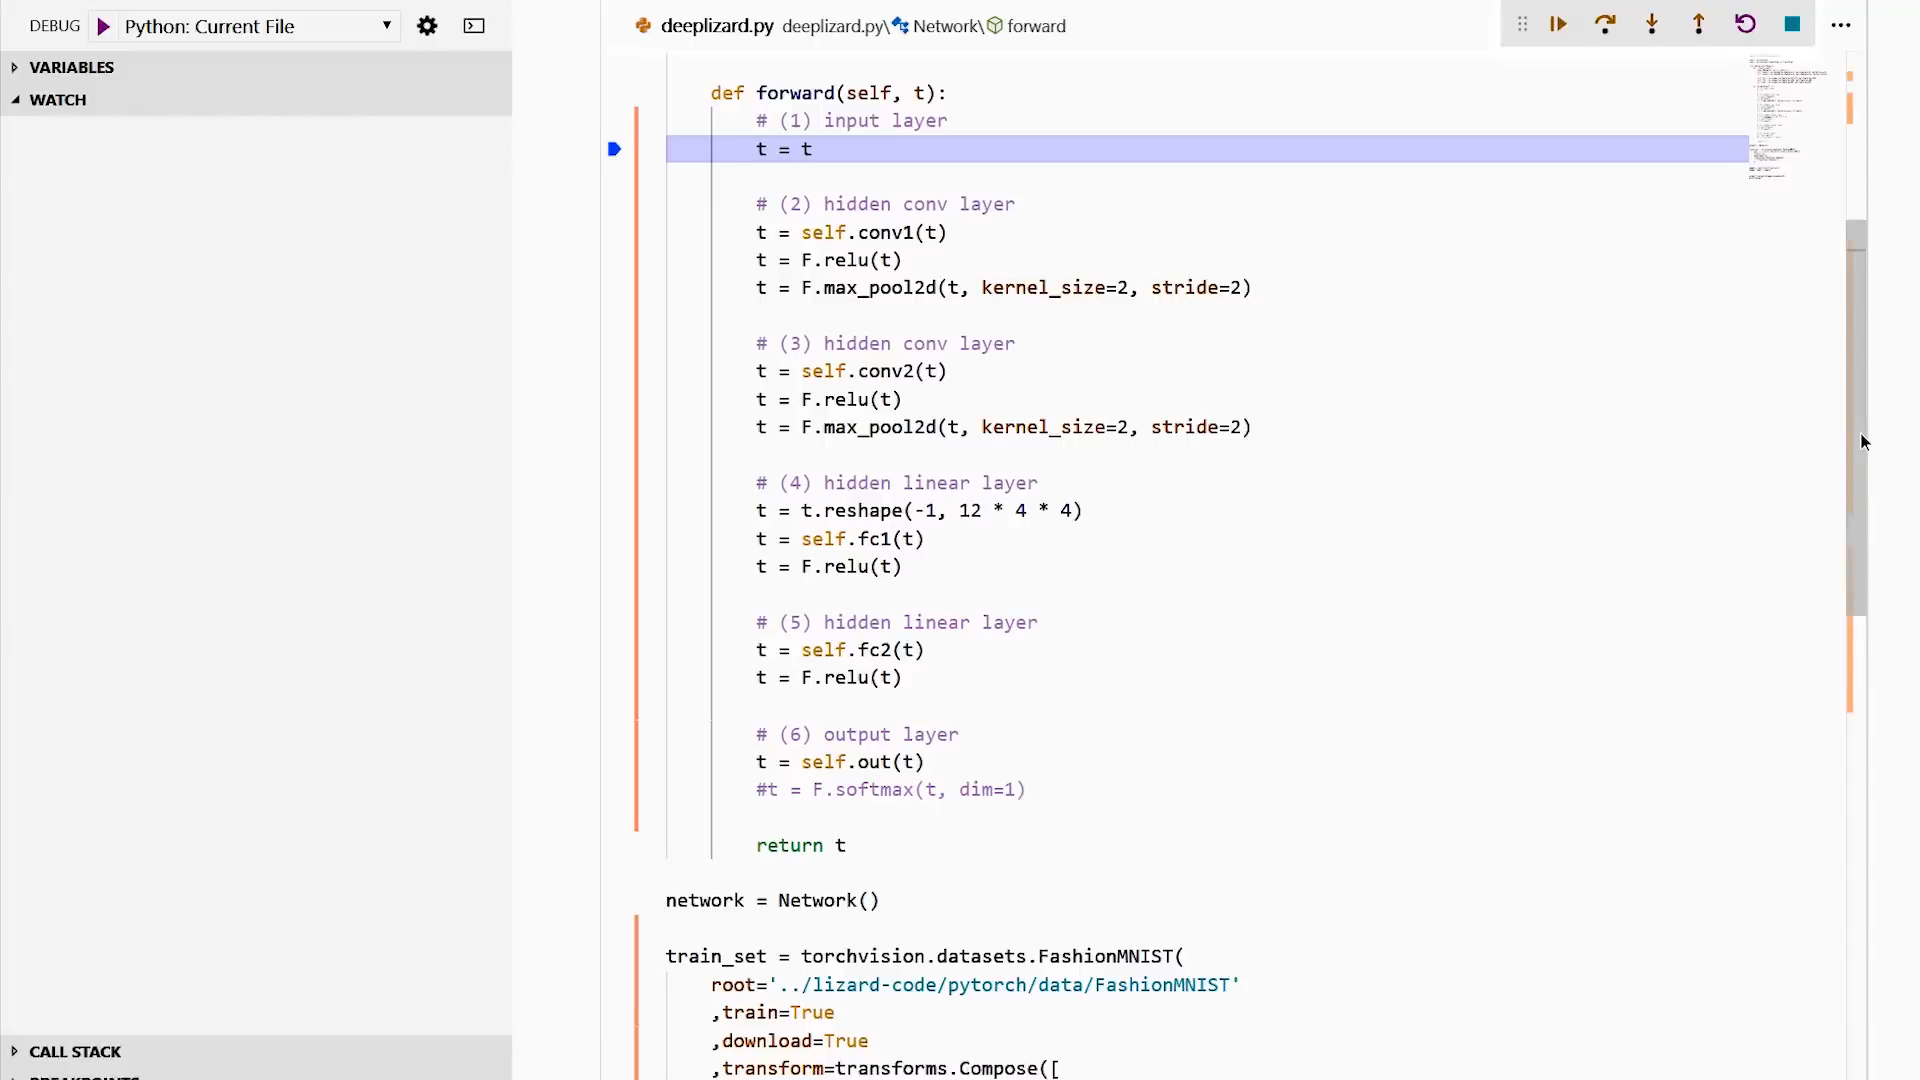 DEBUG Python: Current File
VARIABLES
WATCH
CALL STACK
BREAKPOINTS
deeplizard.py deeplizard.py\Network\forward
def forward(self, t):
# (1) input layer
t = t
# (2) hidden conv layer
t = self.conv1(t)
t = F.relu(t)
t = F.max_pool2d(t, kernel_size=2, stride=2)
# (3) hidden conv layer
t = self.conv2(t)
t = F.relu(t)
t = F.max_pool2d(t, kernel_size=2, stride=2)
# (4) hidden linear layer
t = t.reshape(-1, 12 * 4 * 4)
t = self.fc1(t)
t = F.relu(t)
# (5) hidden linear layer
t = self.fc2(t)
t = F.relu(t)
# (6) output layer
t = self.out(t)
#t = F.softmax(t, dim=1)
return t
network = Network()
train_set = torchvision.datasets.FashionMNIST(
root='../lizard-code/pytorch/data/FashionMNIST'
,train=True
,download=True
,transform=transforms.Compose([